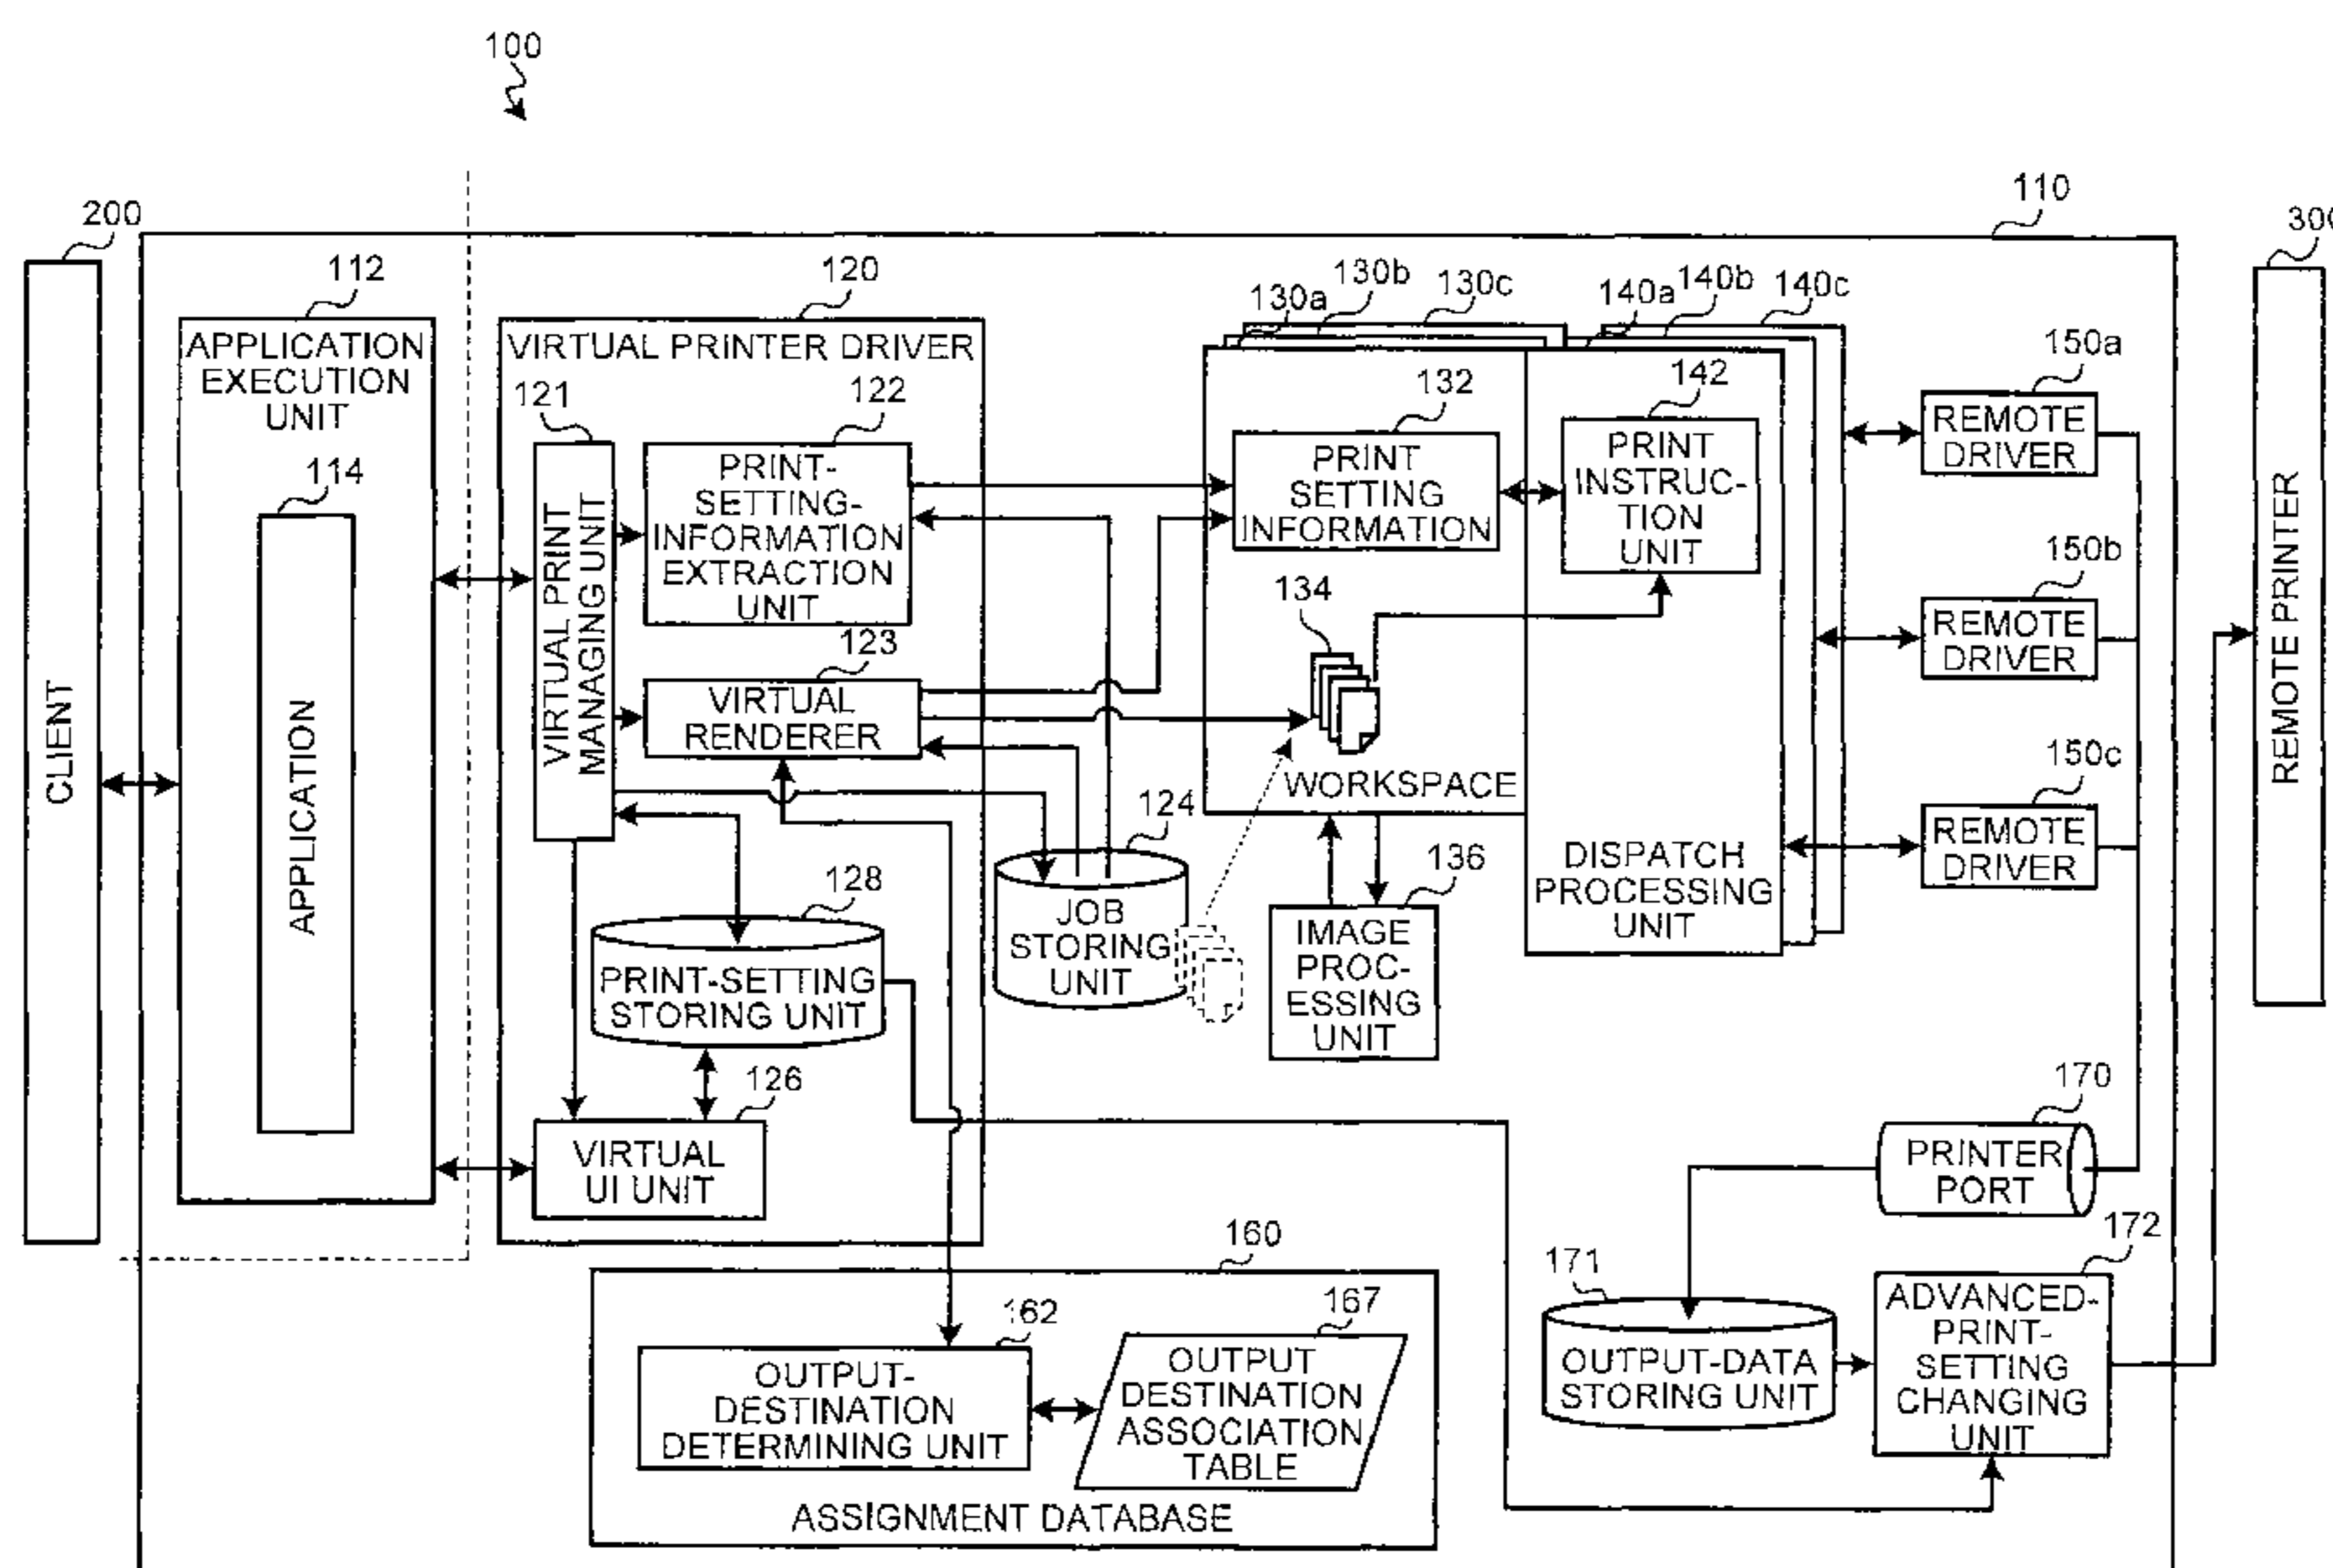 100
200
110
300
112
120
130a
130b
130c
140a
140b
140c
APPLICATION
EXECUTION
UNIT
114
APPLICATION
CLIENT
VIRTUAL PRINTER DRIVER
121
VIRTUAL PRINT
MANAGING UNIT
122
PRINT-
SETTING-
INFORMATION
EXTRACTION
UNIT
123
VIRTUAL
RENDERER
124
JOB
STORING
UNIT
128
PRINT-SETTING
STORING UNIT
126
VIRTUAL
UI UNIT
132
PRINT
SETTING
INFORMATION
134
WORKSPACE
136
IMAGE
PROC-
ESSING
UNIT
142
PRINT
INSTRUC-
TION
UNIT
DISPATCH
PROCESSING
UNIT
150a
REMOTE
DRIVER
150b
REMOTE
DRIVER
150c
REMOTE
DRIVER
REMOTE PRINTER
170
PRINTER
PORT
171
OUTPUT-DATA
STORING UNIT
172
ADVANCED-
PRINT-
SETTING
CHANGING
UNIT
160
162
OUTPUT-
DESTINATION
DETERMINING UNIT
167
OUTPUT
DESTINATION
ASSOCIATION
TABLE
ASSIGNMENT DATABASE